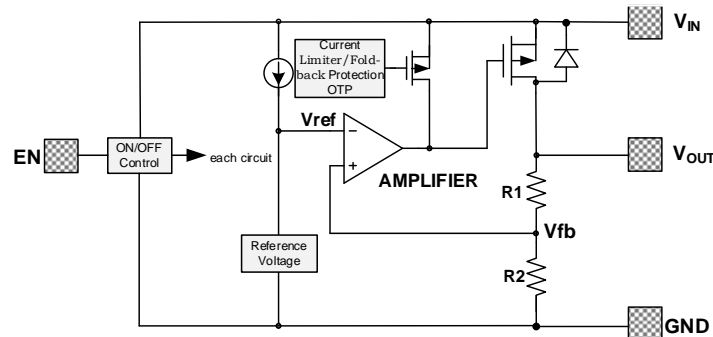 V_IN
Current
Limiter/Fold-
back Protection
OTP
Vref
EN
ON/OFF
Control
each circuit
−
+
AMPLIFIER
V_OUT
R1
Vfb
Reference
Voltage
R2
GND